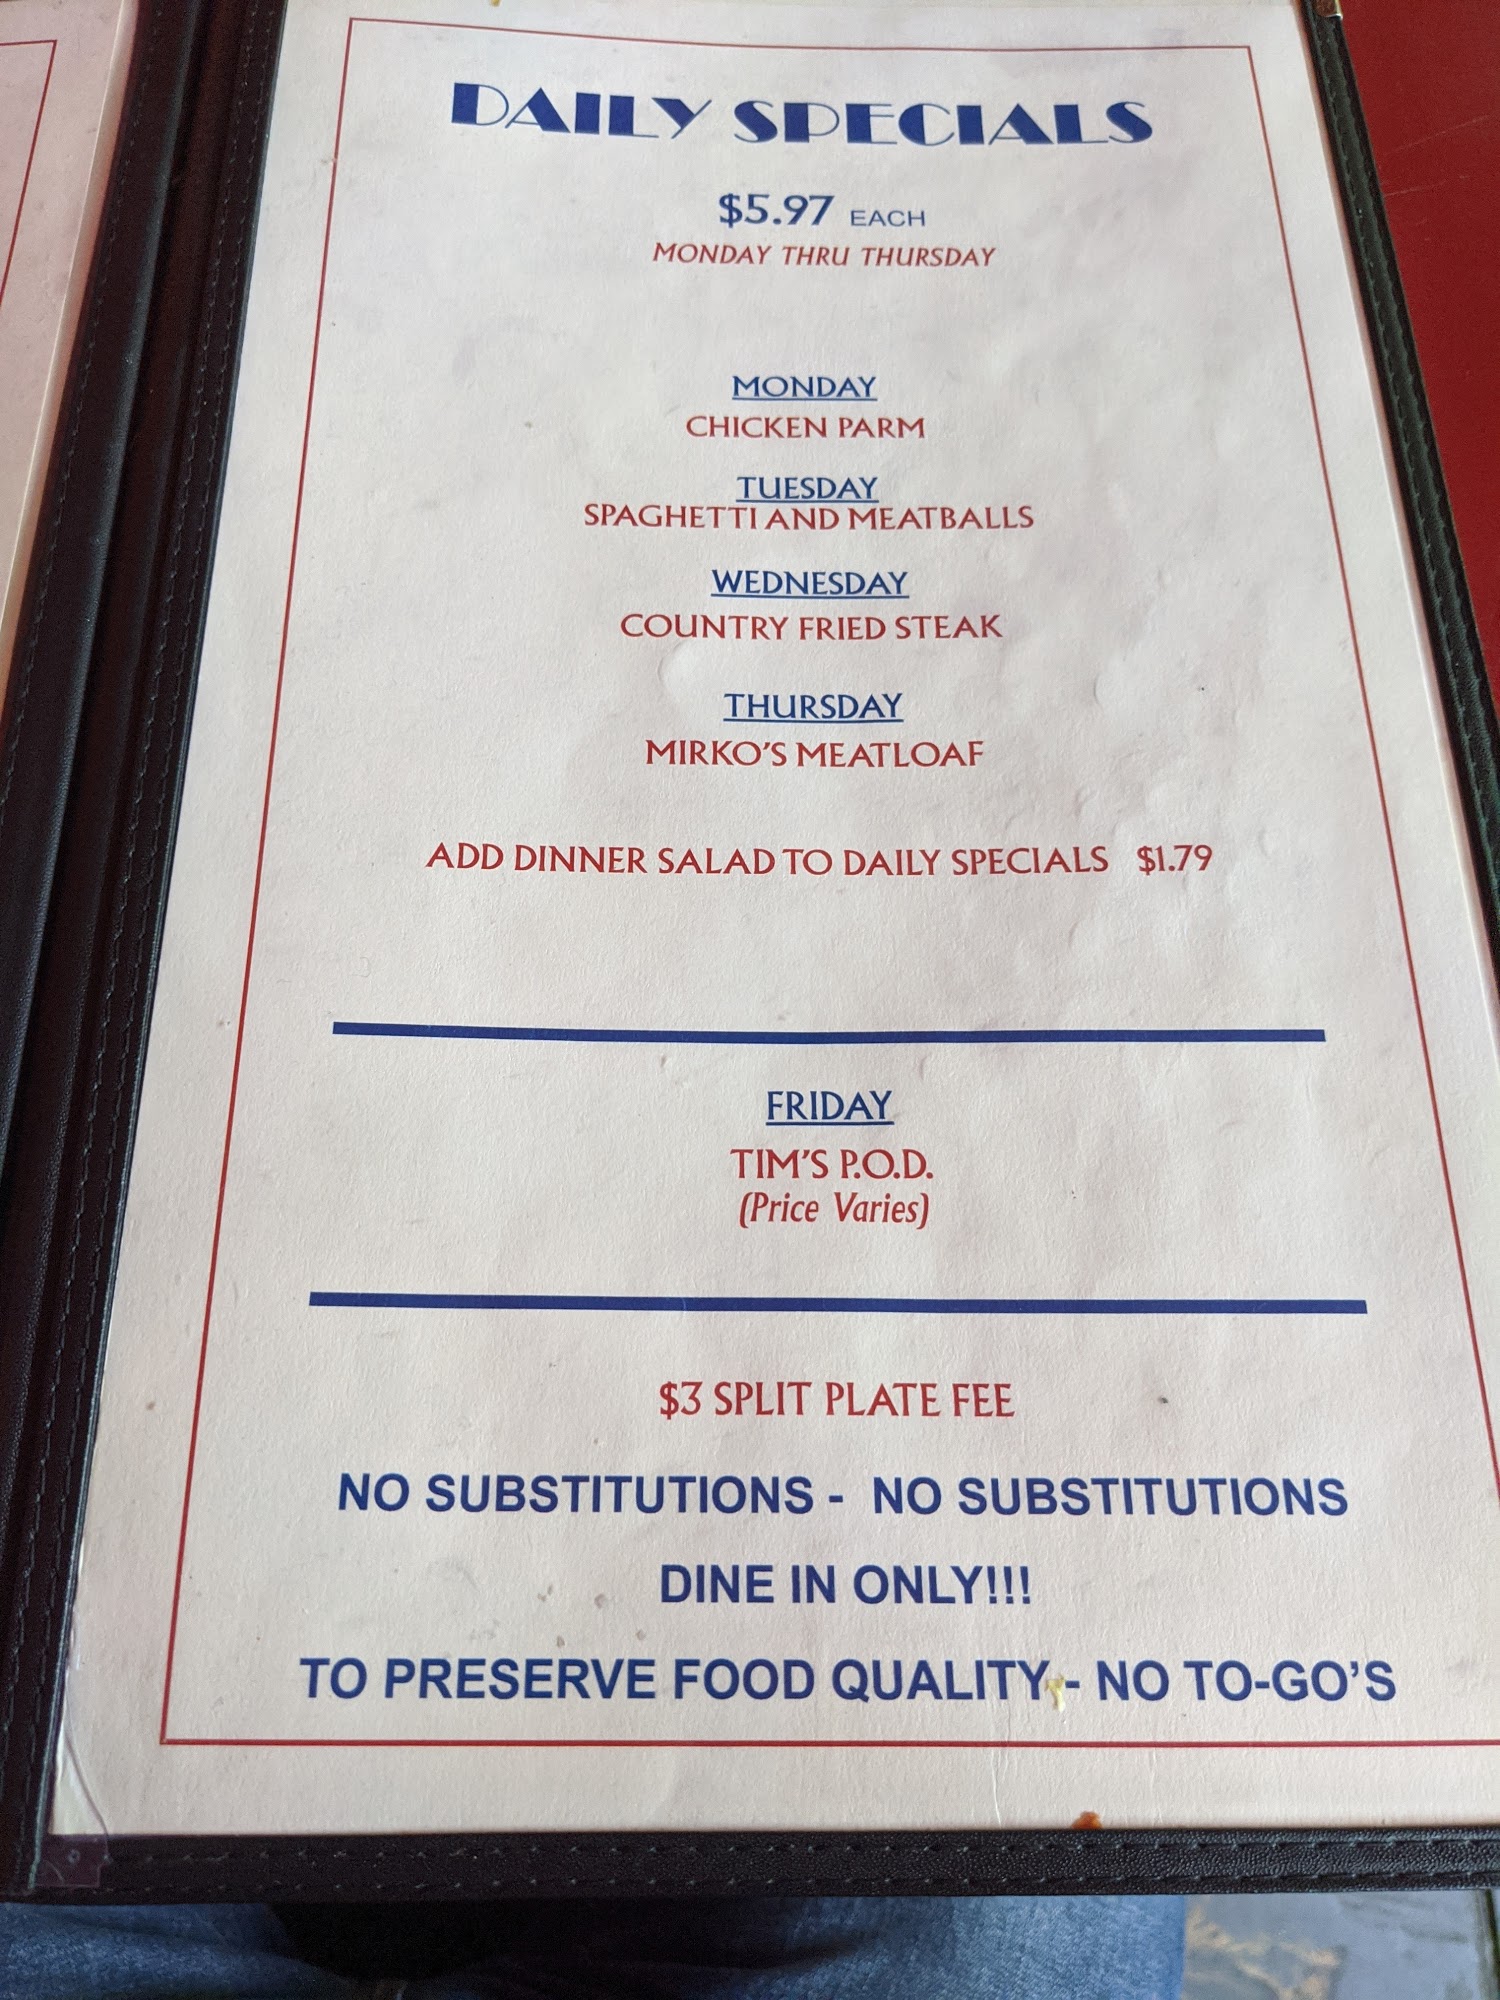 DAILY SPECIALS
$5.97 EACH
MONDAY THRU THURSDAY
MONDAY
CHICKEN PARM
TUESDAY
SPAGHETTI AND MEATBALLS
WEDNESDAY
COUNTRY FRIED STEAK
THURSDAY
MIRKO'S MEATLOAF
ADD DINNER SALAD TO DAILY SPECIALS $1.79
FRIDAY
TIM'S P.O.D.
(Price Varies)
$3 SPLIT PLATE FEE
NO SUBSTITUTIONS - NO SUBSTITUTIONS
DINE IN ONLY!!!
TO PRESERVE FOOD QUALITY - NO TO-GO'S